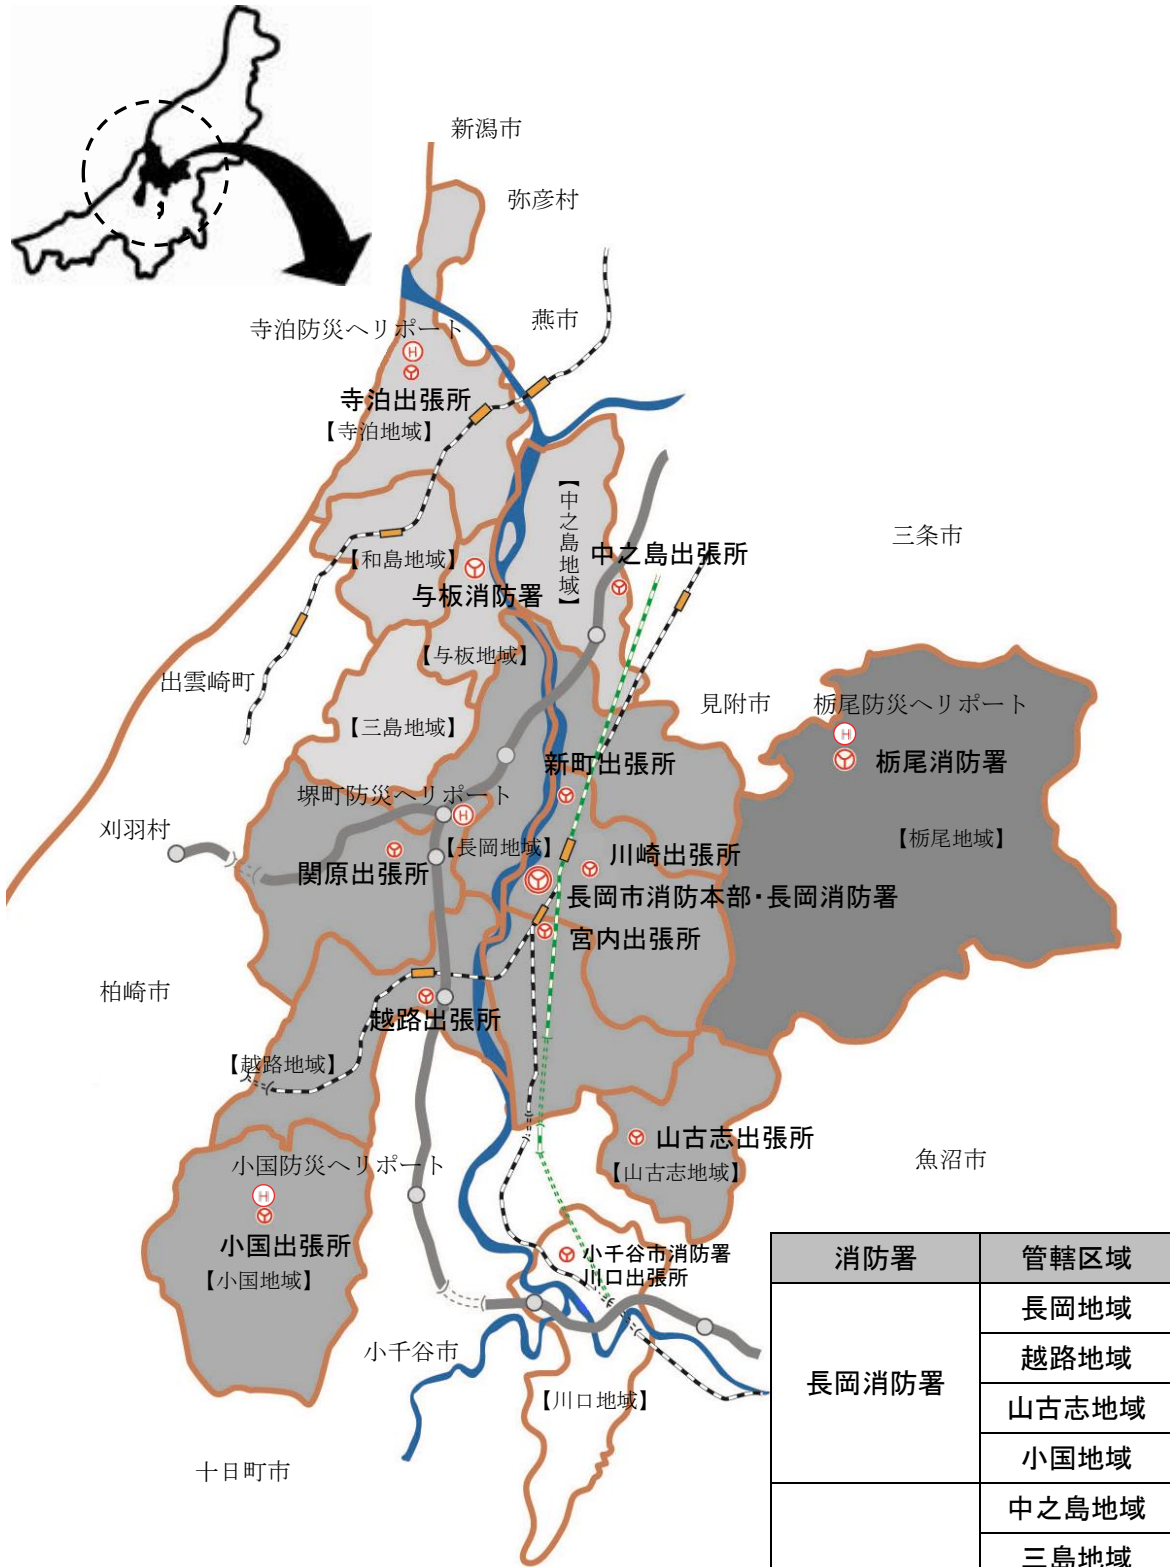 新潟市
弥彦村
燕市
寺泊防災ヘリポート
H
寺泊出張所
【寺泊地域】
【中之島地域】
三条市
中之島出張所
【和島地域】
与板消防署
【与板地域】
出雲崎町
見附市
栃尾防災ヘリポート
H
【三島地域】
新町出張所
栃尾消防署
堺町防災ヘリポート
H
刈羽村
【長岡地域】
【栃尾地域】
川崎出張所
関原出張所
長岡市消防本部・長岡消防署
宮内出張所
柏崎市
越路出張所
【越路地域】
山古志出張所
小国防災ヘリポート
H
【山古志地域】
魚沼市
小国出張所
【小国地域】
小千谷市消防署
川口出張所
小千谷市
【川口地域】
十日町市
消防署 管轄区域
長岡消防署
長岡地域
越路地域
山古志地域
小国地域
中之島地域
三島地域